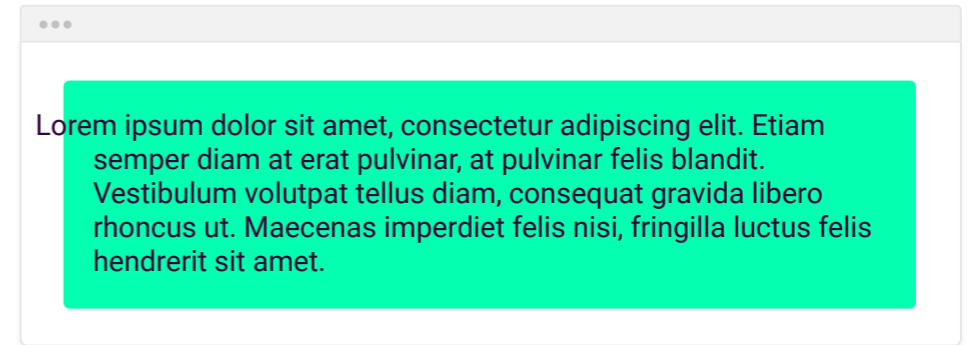 Lorem ipsum dolor sit amet, consectetur adipiscing elit. Etiam
semper diam at erat pulvinar, at pulvinar felis blandit.
Vestibulum volutpat tellus diam, consequat gravida libero
rhoncus ut. Maecenas imperdiet felis nisi, fringilla luctus felis
hendrerit sit amet.